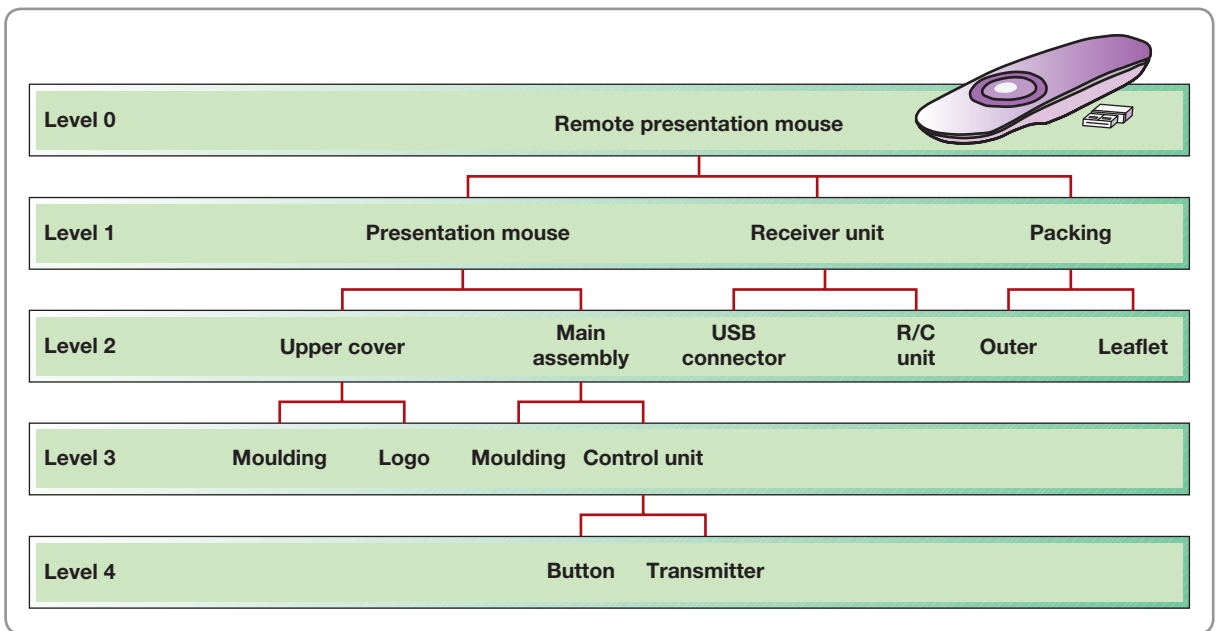 Level 0
Remote presentation mouse
Level 1
Presentation mouse
Receiver unit
Packing
Level 2
Upper cover
Main
assembly
USB
connector
R/C
unit
Outer
Leaflet
Level 3
Moulding
Logo
Moulding
Control unit
Level 4
Button
Transmitter